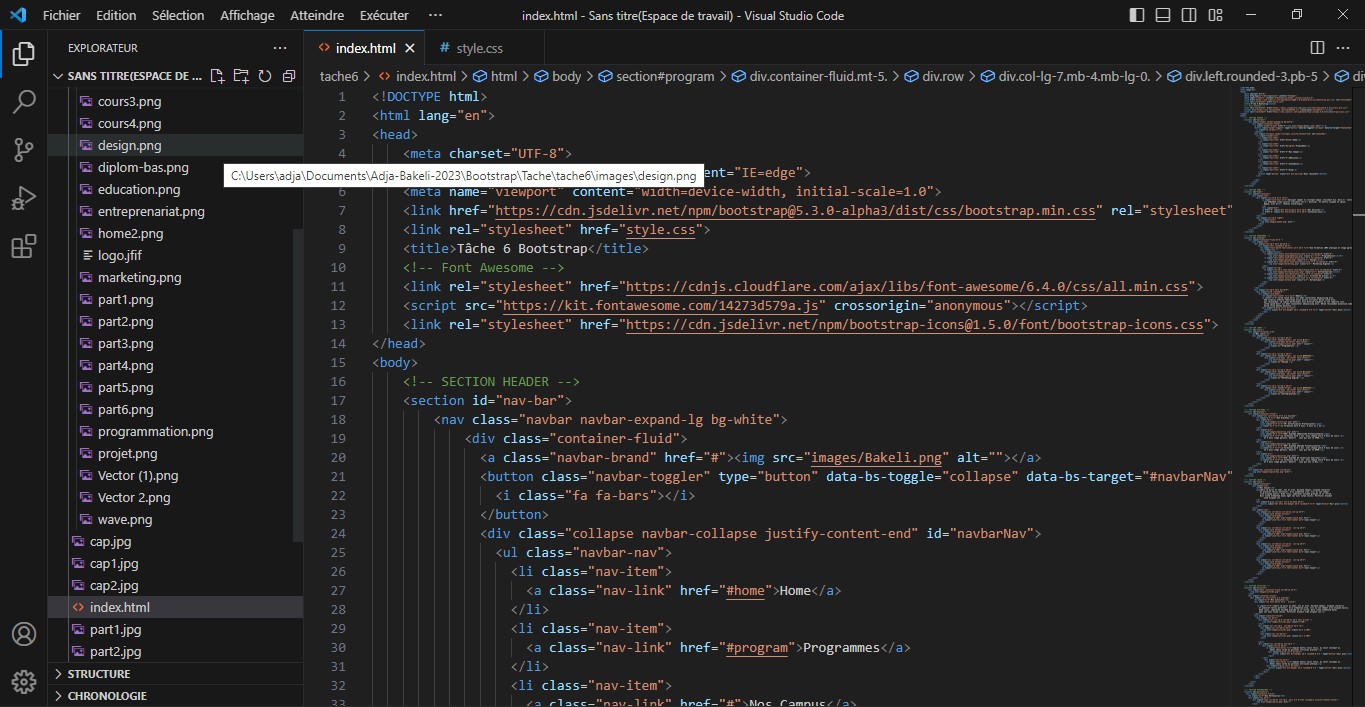 Fichier Edition Sélection Affichage Atteindre Exécuter ··· index.html - Sans titre(Espace de travail) - Visual Studio Code
EXPLORATEUR ···
SANS TITRE(ESPACE DE ...
cours3.png
cours4.png
design.png
diplom-bas.png
education.png
entreprenariat.png
home2.png
logo.jfif
marketing.png
part1.png
part2.png
part3.png
part4.png
part5.png
part6.png
programmation.png
projet.png
Vector (1).png
Vector 2.png
wave.png
cap.jpg
cap1.jpg
cap2.jpg
index.html
part1.jpg
part2.jpg
STRUCTURE
CHRONOLOGIE
index.html
# style.css
tache6 > index.html > html > body > section#program > div.container-fluid.mt-5. > div.row > div.col-lg-7.mb-4.mb-lg-0. > div.left.rounded-3.pb-5 >
1 <!DOCTYPE html>
2 <html lang="en">
3 <head>
4 <meta charset="UTF-8">
C:\Users\adja\Documents\Adja-Bakeli-2023\Bootstrap\Tache\tache6\images\design.png
ent="IE=edge">
6 <meta name="viewport" content="width=device-width, initial-scale=1.0">
7 <link href="https://cdn.jsdelivr.net/npm/bootstrap@5.3.0-alpha3/dist/css/bootstrap.min.css" rel="stylesheet"
8 <link rel="stylesheet" href="style.css">
9 <title>Tâche 6 Bootstrap</title>
10 <!-- Font Awesome -->
11 <link rel="stylesheet" href="https://cdnjs.cloudflare.com/ajax/libs/font-awesome/6.4.0/css/all.min.css">
12 <script src="https://kit.fontawesome.com/14273d579a.js" crossorigin="anonymous"></script>
13 <link rel="stylesheet" href="https://cdn.jsdelivr.net/npm/bootstrap-icons@1.5.0/font/bootstrap-icons.css">
14 </head>
15 <body>
16 <!-- SECTION HEADER -->
17 <section id="nav-bar">
18 <nav class="navbar navbar-expand-lg bg-white">
19 <div class="container-fluid">
20 <a class="navbar-brand" href="#"><img src="images/Bakeli.png" alt=""></a>
21 <button class="navbar-toggler" type="button" data-bs-toggle="collapse" data-bs-target="#navbarNav"
22 <i class="fa fa-bars"></i>
23 </button>
24 <div class="collapse navbar-collapse justify-content-end" id="navbarNav">
25 <ul class="navbar-nav">
26 <li class="nav-item">
27 <a class="nav-link" href="#home">Home</a>
28 </li>
29 <li class="nav-item">
30 <a class="nav-link" href="#program">Programmes</a>
31 </li>
32 <li class="nav-item">
33 <a class="nav-link" href="#">Nos Campus</a>